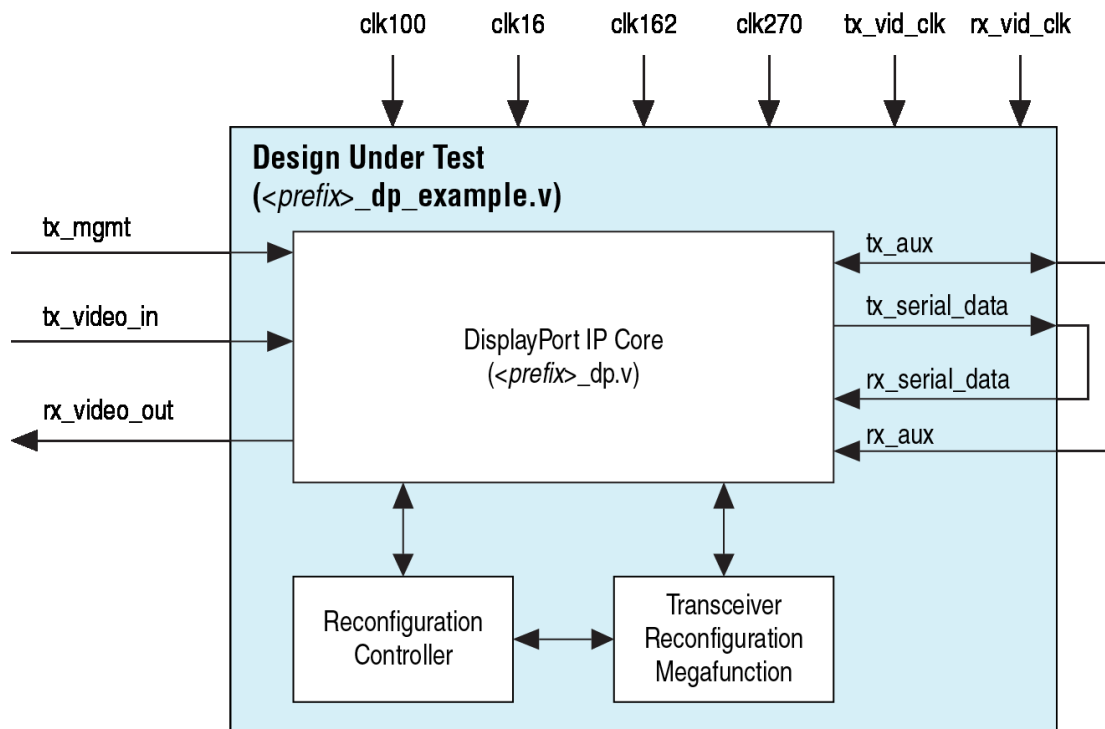 clk100 clk16 clk162 clk270 tx_vid_clk rx_vid_clk
Design Under Test
(<prefix>_dp_example.v)
tx_mgmt
tx_video_in
rx_video_out
DisplayPort IP Core
(<prefix>_dp.v)
tx_aux
tx_serial_data
rx_serial_data
rx_aux
Reconfiguration
Controller
Transceiver
Reconfiguration
Megafunction